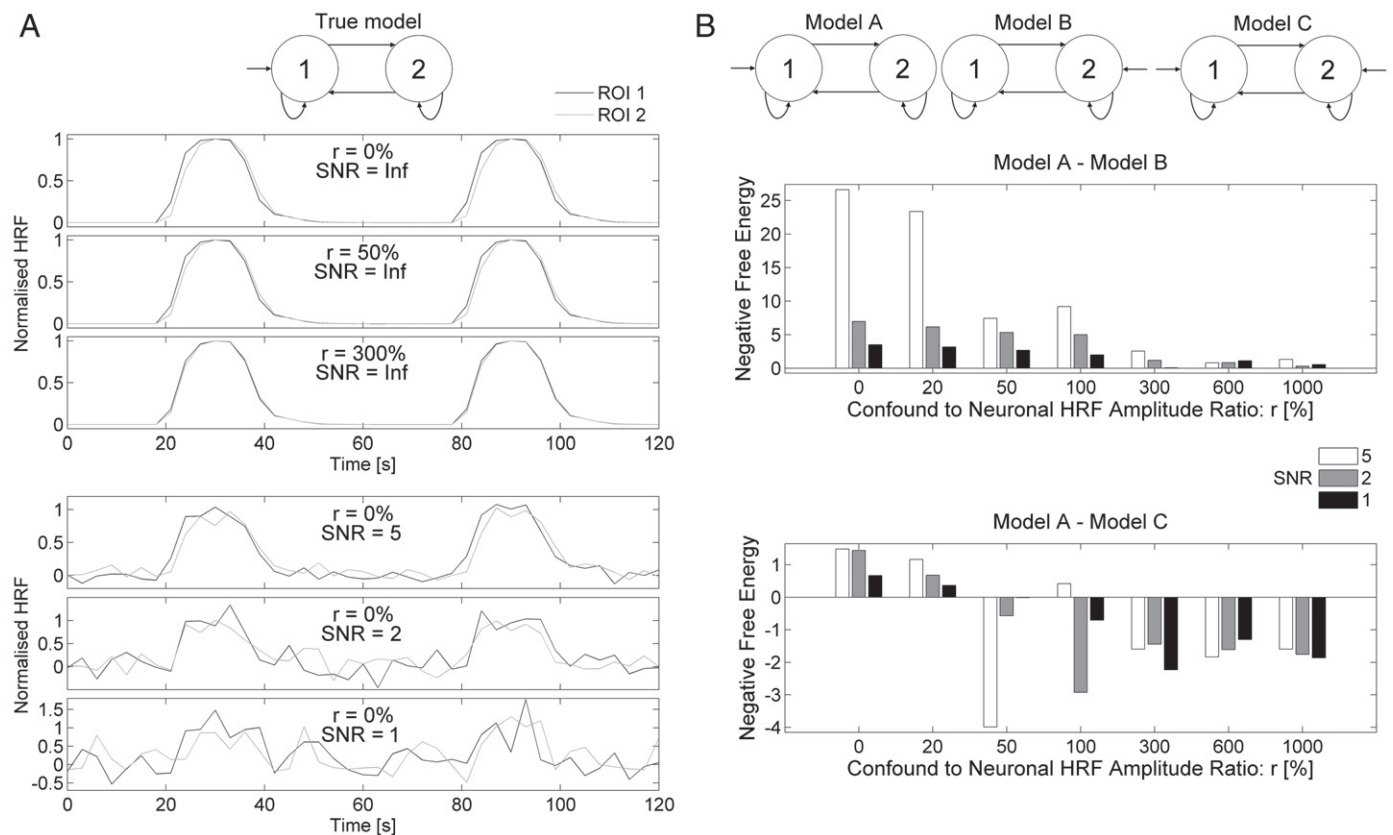 A
True model
1
2
ROI 1
ROI 2
1
0.5
0
r = 0%
SNR = Inf
1
0.5
0
r = 50%
SNR = Inf
1
0.5
0
r = 300%
SNR = Inf
Normalised HRF
0 20 40 60 80 100 120
Time [s]
1
0.5
0
r = 0%
SNR = 5
1
0.5
0
r = 0%
SNR = 2
1.5
1
0.5
0
-0.5
r = 0%
SNR = 1
Normalised HRF
0 20 40 60 80 100 120
Time [s]
B
Model A
1
2
Model B
1
2
Model C
1
2
Model A - Model B
Negative Free Energy
25
20
15
10
5
0
0 20 50 100 300 600 1000
Confound to Neuronal HRF Amplitude Ratio: r [%]
SNR
5
2
1
Model A - Model C
Negative Free Energy
1
0
-1
-2
-3
-4
0 20 50 100 300 600 1000
Confound to Neuronal HRF Amplitude Ratio: r [%]